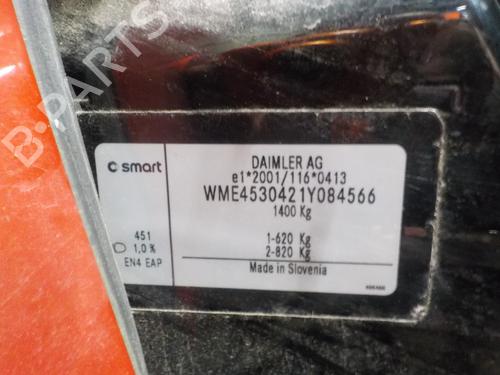 B-PARTS
smart
DAIMLER AG
e1*2001/116*0413
WME4530421Y084566
1400 Kg
451
1,0 %
EN4 EAP
1-620 Kg
2-820 Kg
Made in Slovenia